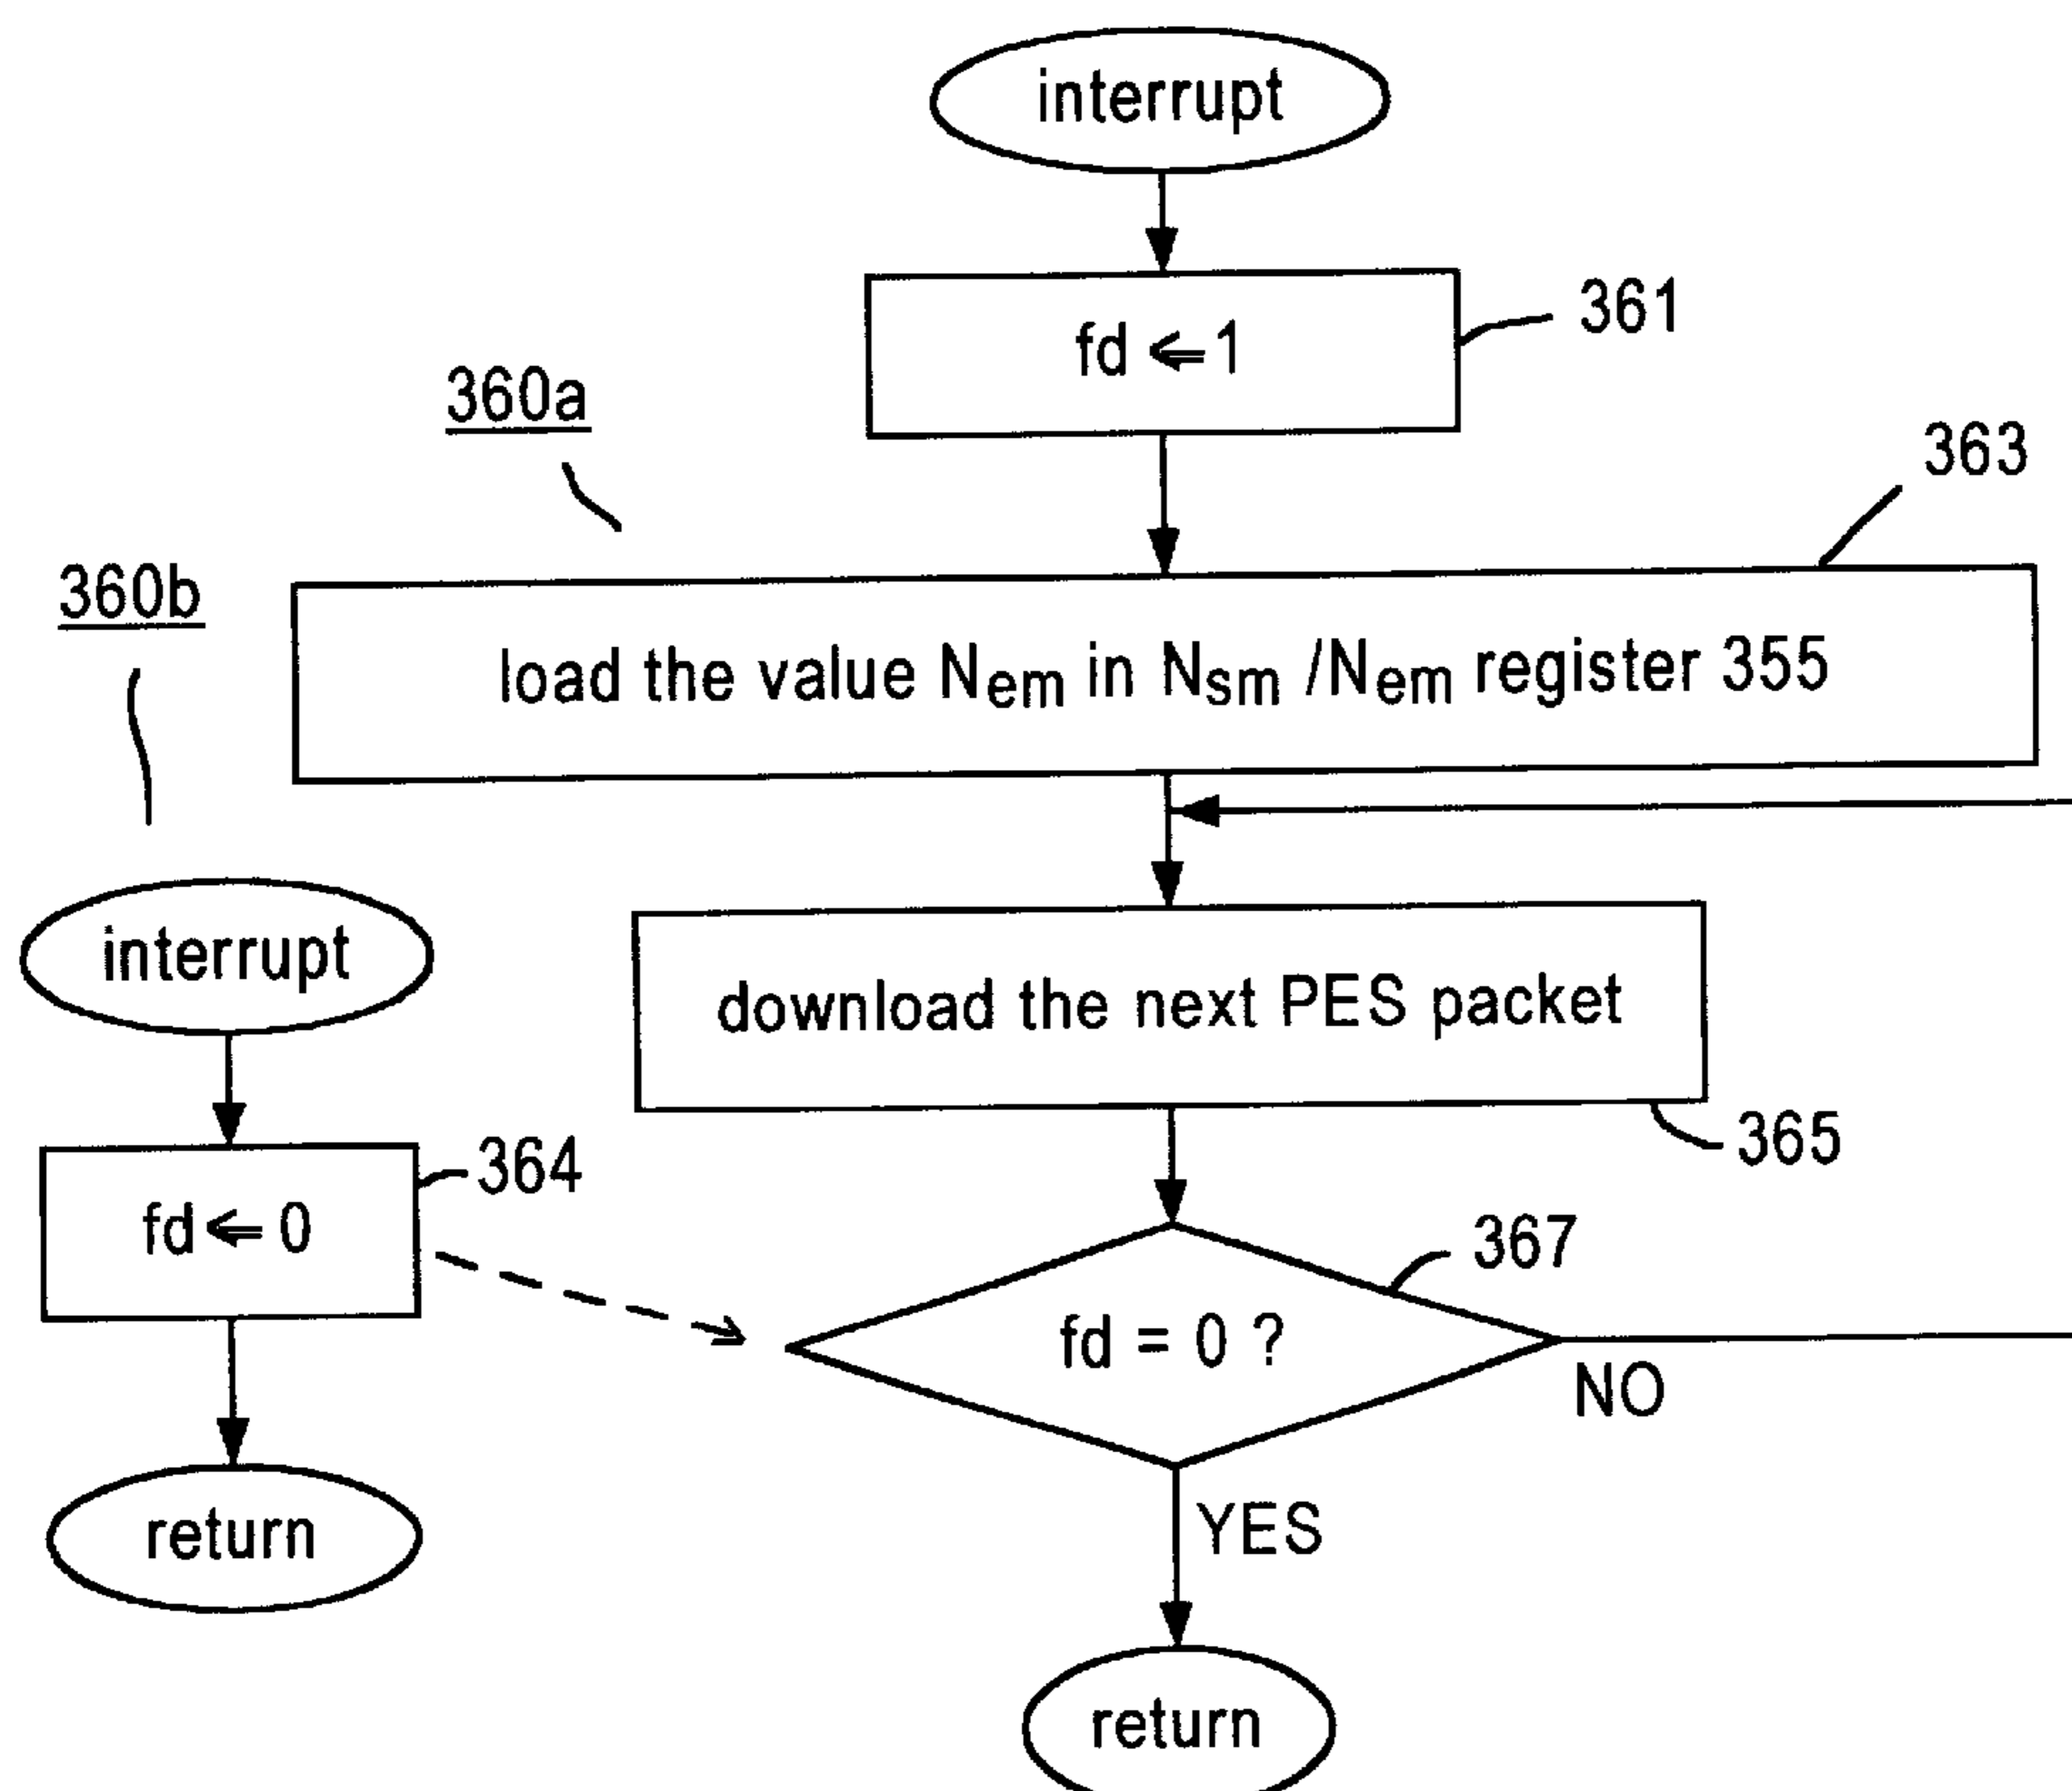 interrupt
fd ⇐ 1
361
360a
363
360b
load the value Nem in Nsm /Nem register 355
interrupt
download the next PES packet
365
364
fd ⇐ 0
367
fd = 0 ?
NO
YES
return
return